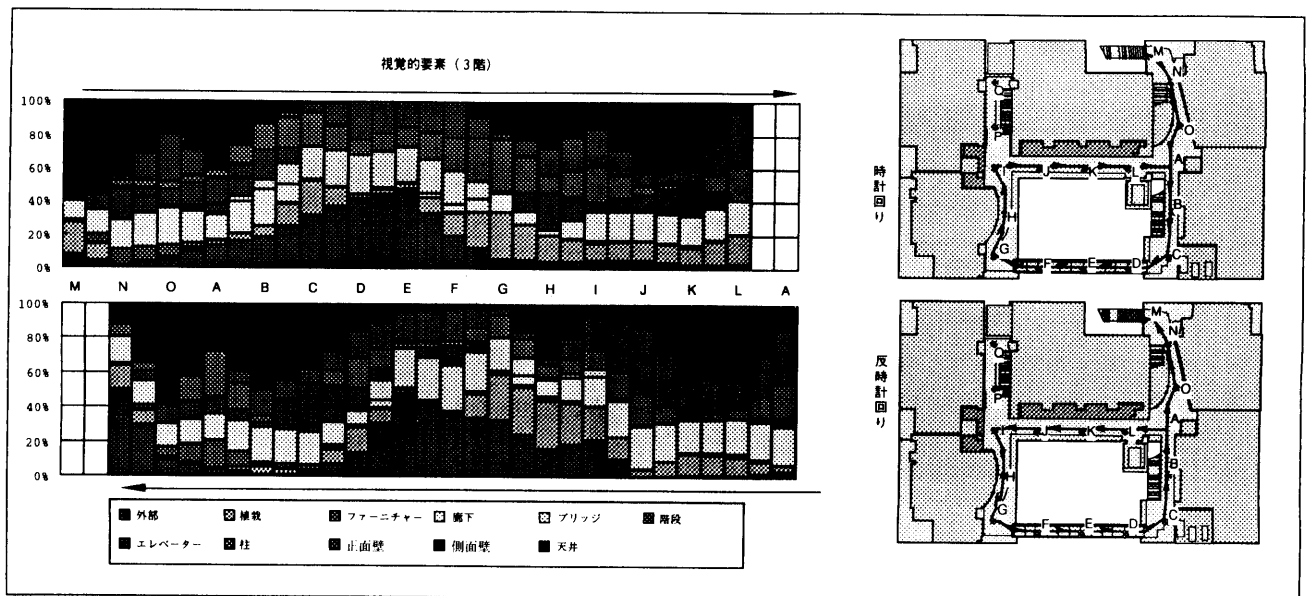 視覚的要素（3階）
100%
80%
60%
40%
20%
0%
M N O A B C D E F G H I J K L A
100%
80%
60%
40%
20%
0%
外部 植栽 ファーニチャー 廊下 ブリッジ 階段
エレベーター 柱 正面壁 側面壁 天井
時計回り
M
N
Q
O
P
A
I J K L
B
H
G
C
F E D
反時計回り
M
N
Q
P
O
A
I J K L
B
H
G
C
F E D